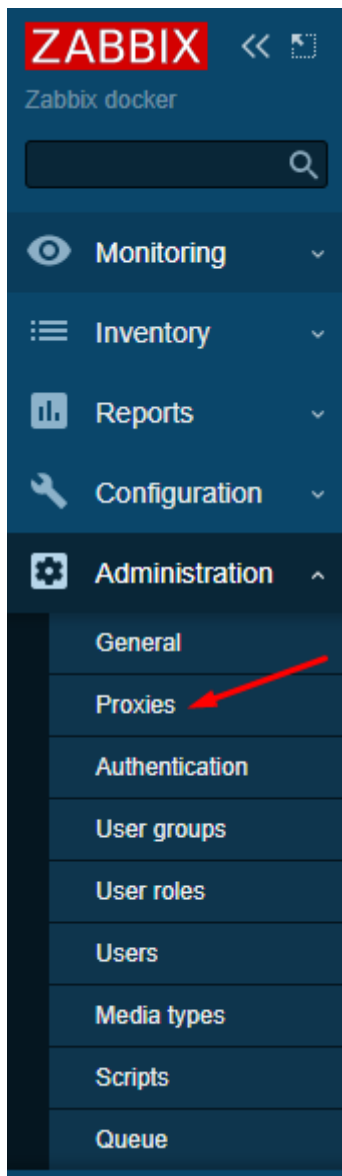 ZABBIX
Zabbix docker
Monitoring
Inventory
Reports
Configuration
Administration
General
Proxies
Authentication
User groups
User roles
Users
Media types
Scripts
Queue